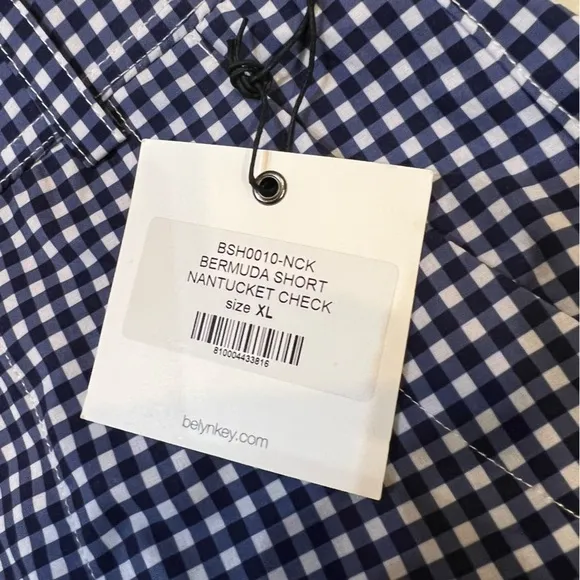 BSH0010-NCK
BERMUDA SHORT
NANTUCKET CHECK
size XL
810004433816
belynkey.com